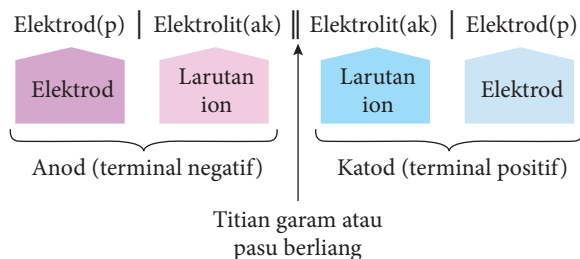 Elektrod(p) | Elektrolit(ak) || Elektrolit(ak) | Elektrod(p)
Elektrod
Larutan
ion
Larutan
ion
Elektrod
Anod (terminal negatif)
Katod (terminal positif)
Titian garam atau
pasu berliang